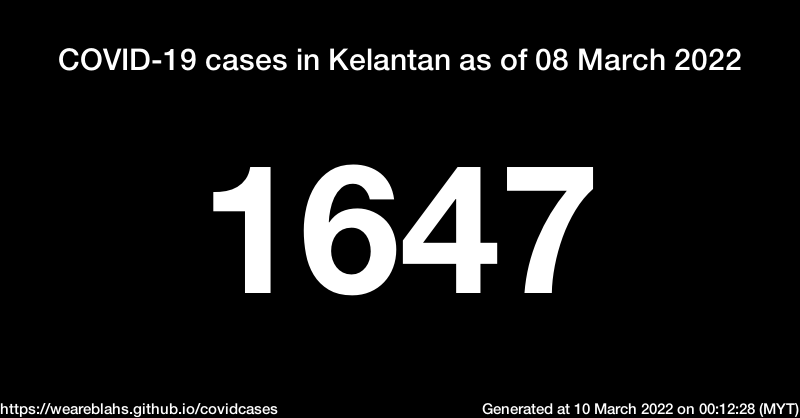 COVID-19 cases in Kelantan as of 08 March 2022
1647
https://weareblahs.github.io/covidcases
Generated at 10 March 2022 on 00:12:28 (MYT)